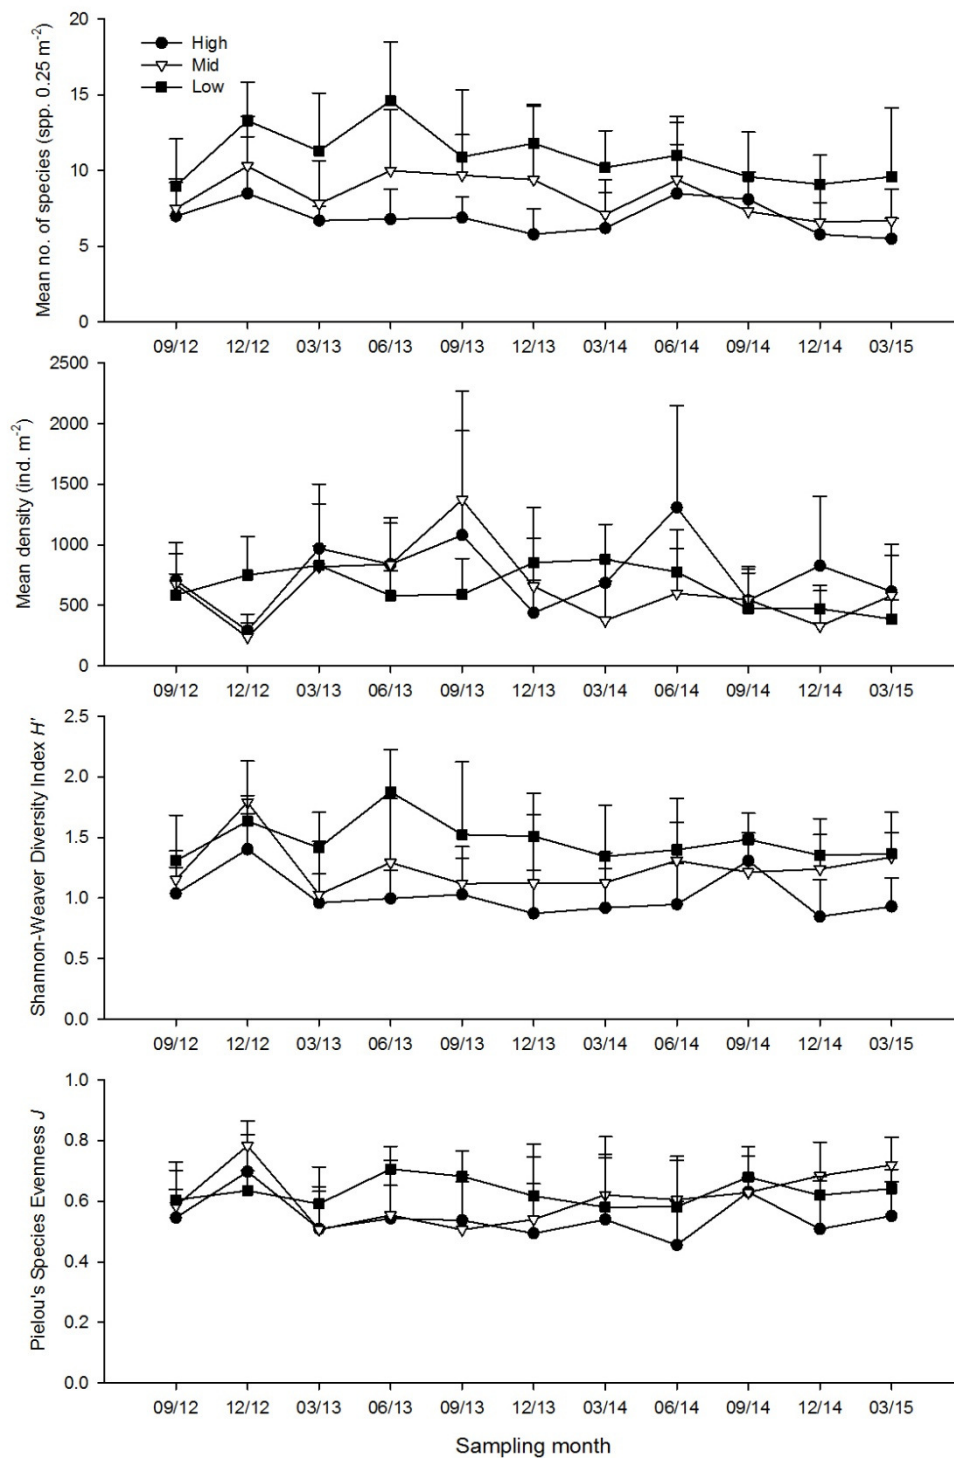 Mean no. of species (spp. 0.25 m⁻²)
20
15
10
5
0
High
Mid
Low
09/12 12/12 03/13 06/13 09/13 12/13 03/14 06/14 09/14 12/14 03/15
Mean density (ind. m⁻²)
2500
2000
1500
1000
500
0
09/12 12/12 03/13 06/13 09/13 12/13 03/14 06/14 09/14 12/14 03/15
Shannon-Weaver Diversity Index H'
2.5
2.0
1.5
1.0
0.5
0.0
09/12 12/12 03/13 06/13 09/13 12/13 03/14 06/14 09/14 12/14 03/15
Pielou's Species Evenness J
1.0
0.8
0.6
0.4
0.2
0.0
09/12 12/12 03/13 06/13 09/13 12/13 03/14 06/14 09/14 12/14 03/15
Sampling month